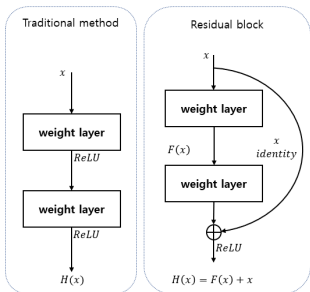 Traditional method
x
weight layer
ReLU
weight layer
ReLU
H(x)
Residual block
x
weight layer
F(x)
x
identity
weight layer
ReLU
H(x) = F(x) + x